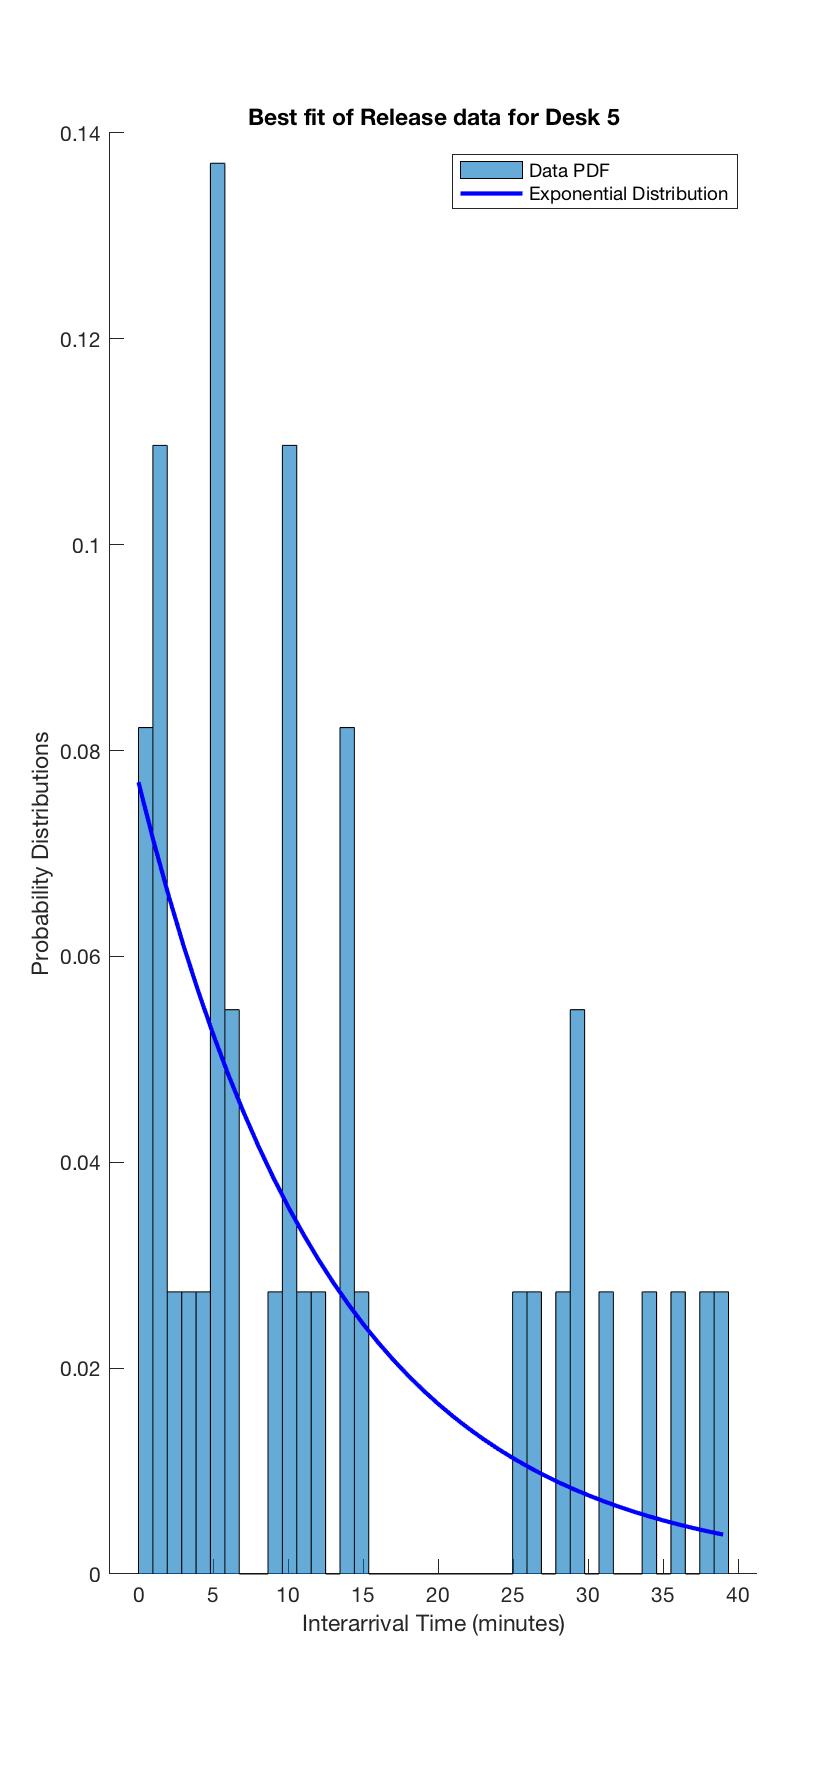 Best fit of Release data for Desk 5
Data PDF
Exponential Distribution
0.14
0.12
0.1
0.08
0.06
0.04
0.02
0
Probability Distributions
0 5 10 15 20 25 30 35 40
Interarrival Time (minutes)